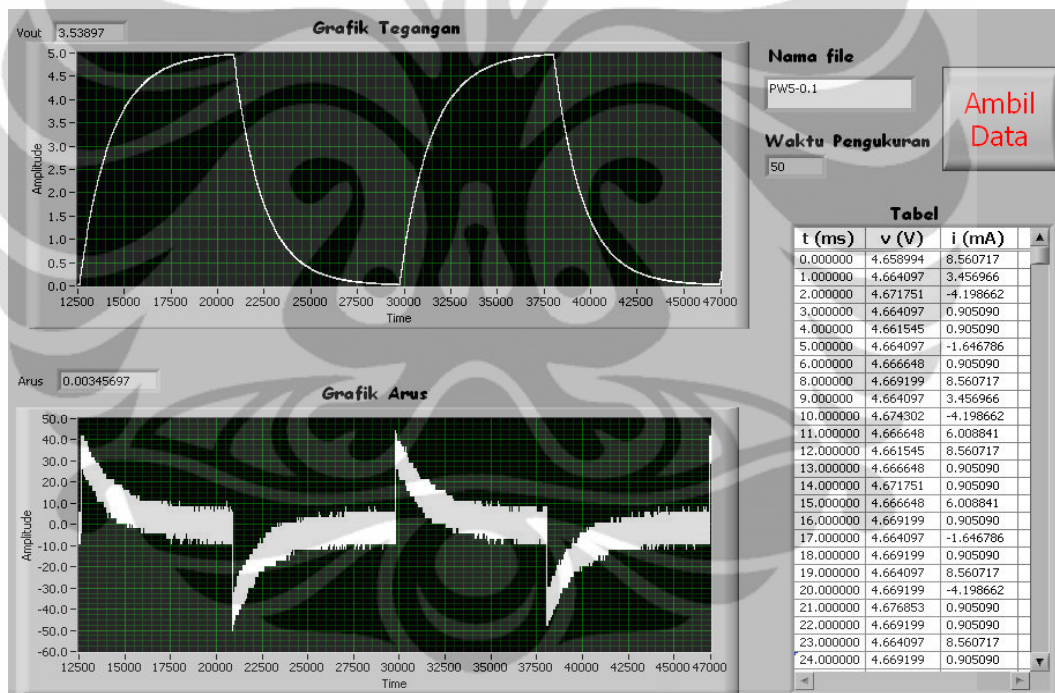 Vout 3.53897
Grafik Tegangan
5.0
4.5
4.0
3.5
3.0
2.5
2.0
1.5
1.0
0.5
0.0
Amplitude
12500 15000 17500 20000 22500 25000 27500 30000 32500 35000 37500 40000 42500 45000 47000
Time
Nama file
PW5-0.1
Waktu Pengukuran
50
Ambil
Data
Arus 0.00345697
Grafik Arus
50.0
40.0
30.0
20.0
10.0
0.0
-10.0
-20.0
-30.0
-40.0
-50.0
-60.0
Amplitude
12500 15000 17500 20000 22500 25000 27500 30000 32500 35000 37500 40000 42500 45000 47000
Time
Tabel
t (ms) v (V) i (mA)
0.000000 4.658994 8.560717
1.000000 4.664097 3.456966
2.000000 4.671751 -4.198662
3.000000 4.664097 0.905090
4.000000 4.661545 0.905090
5.000000 4.664097 -1.646786
6.000000 4.666648 0.905090
8.000000 4.669199 8.560717
9.000000 4.664097 3.456966
10.000000 4.674302 -4.198662
11.000000 4.666648 6.008841
12.000000 4.661545 8.560717
13.000000 4.666648 0.905090
14.000000 4.671751 0.905090
15.000000 4.666648 6.008841
16.000000 4.669199 0.905090
17.000000 4.664097 -1.646786
18.000000 4.669199 0.905090
19.000000 4.664097 8.560717
20.000000 4.669199 -4.198662
21.000000 4.676853 0.905090
22.000000 4.669199 0.905090
23.000000 4.664097 8.560717
24.000000 4.669199 0.905090